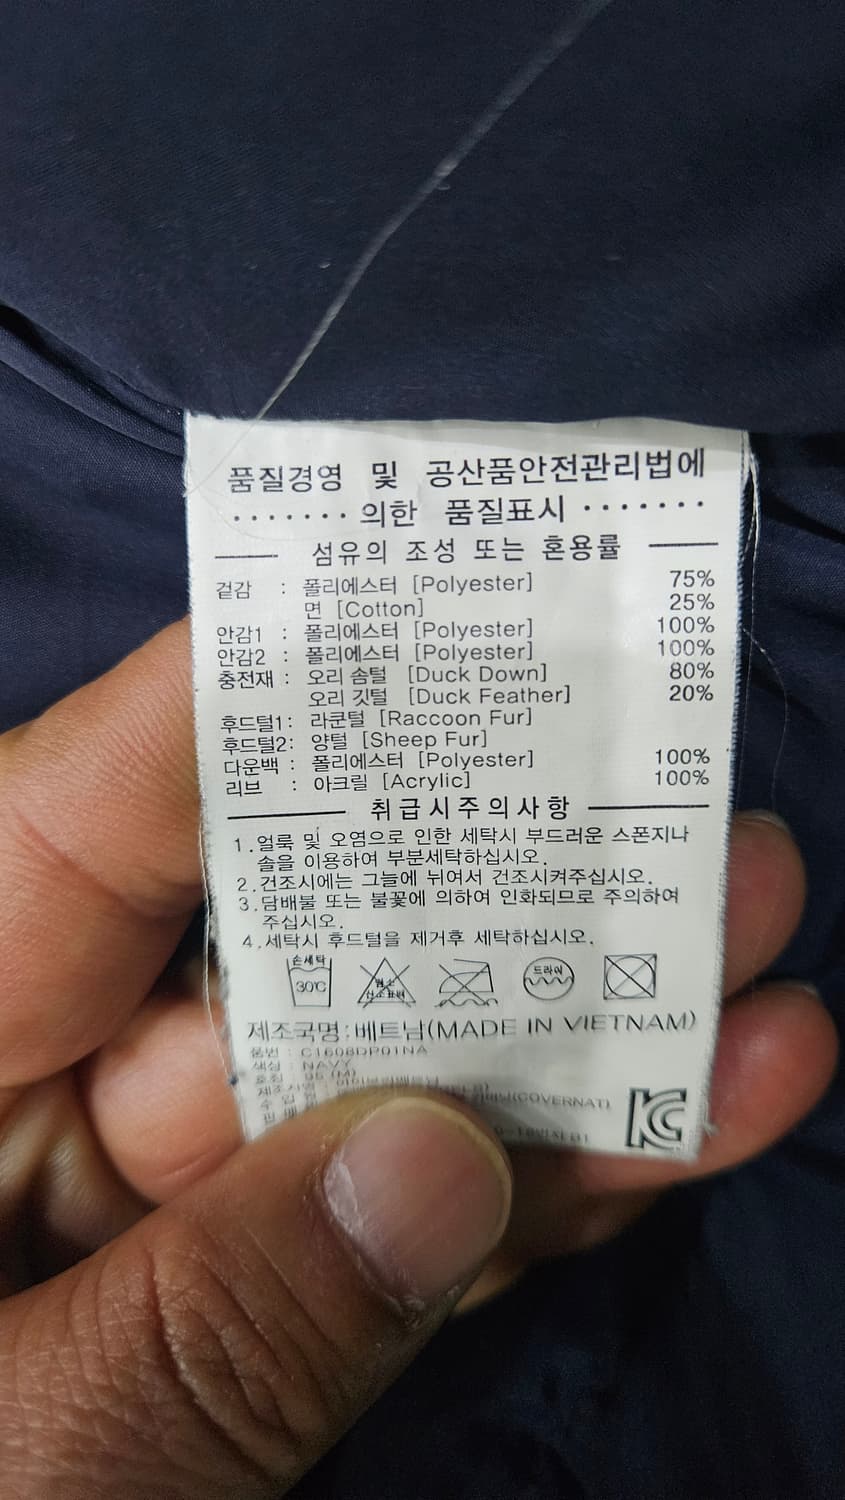 품질경영 및 공산품안전관리법에
······· 의한 품질표시 ·······
섬유의 조성 또는 혼용률
겉감 : 폴리에스터 [Polyester] 75%
면 [Cotton] 25%
안감1 : 폴리에스터 [Polyester] 100%
안감2 : 폴리에스터 [Polyester] 100%
충전재 : 오리 솜털 [Duck Down] 80%
오리 깃털 [Duck Feather] 20%
후드털1: 라쿤털 [Raccoon Fur]
후드털2: 양털 [Sheep Fur]
다운백 : 폴리에스터 [Polyester] 100%
리브 : 아크릴 [Acrylic] 100%
취급시주의사항
1.얼룩 및 오염으로 인한 세탁시 부드러운 스폰지나
솔을 이용하여 부분세탁하십시오.
2.건조시에는 그늘에 뉘여서 건조시켜주십시오.
3.담배불 또는 불꽃에 의하여 인화되므로 주의하여
주십시오.
4.세탁시 후드털을 제거후 세탁하십시오.
손세탁 30℃ 드라이
제조국명:베트남(MADE IN VIETNAM)
품번 : C1608DP01NA
색상 : NAVY
호칭 : 95 (M)
(COVERNAT)
KC